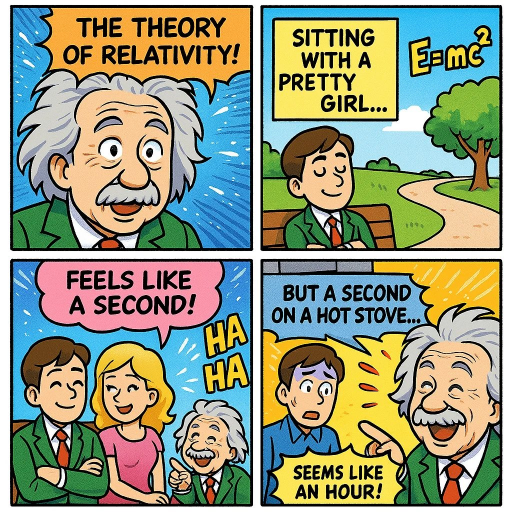 THE THEORY
OF RELATIVITY!
SITTING
WITH A
PRETTY
GIRL...
E=mc²
FEELS LIKE
A SECOND!
HA
HA
BUT A SECOND
ON A HOT STOVE...
SEEMS LIKE
AN HOUR!